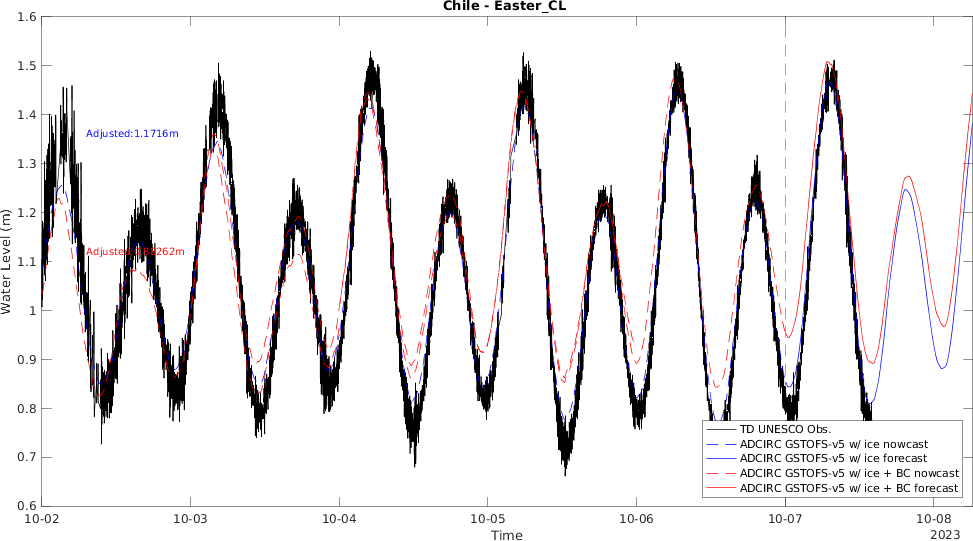 Chile - Easter_CL
1.6
1.5
1.4
1.3
1.2
1.1
1
0.9
0.8
0.7
0.6
Water Level (m)
Adjusted:1.1716m
10-02
10-03
10-04
10-05
10-06
10-07
10-08
Time
2023
TD UNESCO Obs.
ADCIRC GSTOFS-v5 w/ ice nowcast
ADCIRC GSTOFS-v5 w/ ice forecast
ADCIRC GSTOFS-v5 w/ ice + BC nowcast
ADCIRC GSTOFS-v5 w/ ice + BC forecast